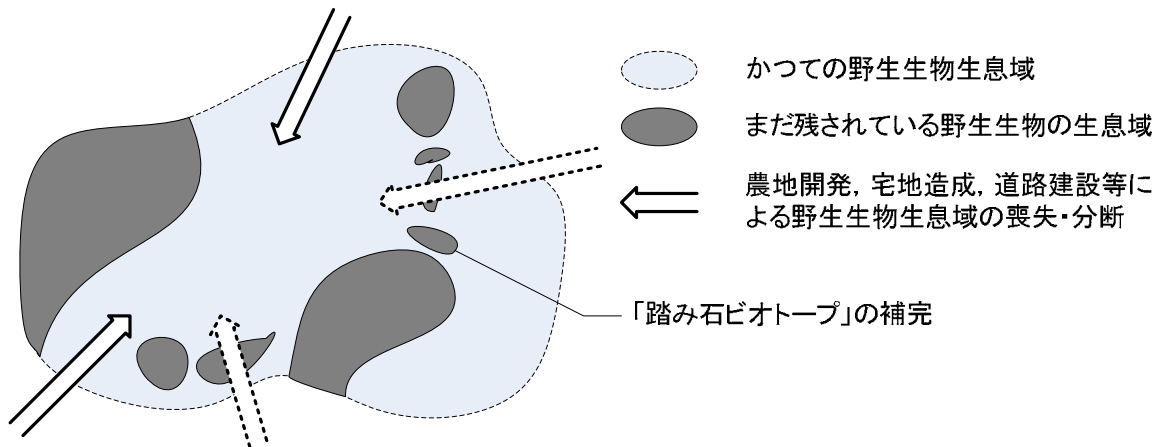 かつての野生生物生息域
まだ残されている野生生物の生息域
農地開発，宅地造成，道路建設等に
よる野生生物生息域の喪失・分断
「踏み石ビオトープ」の補完